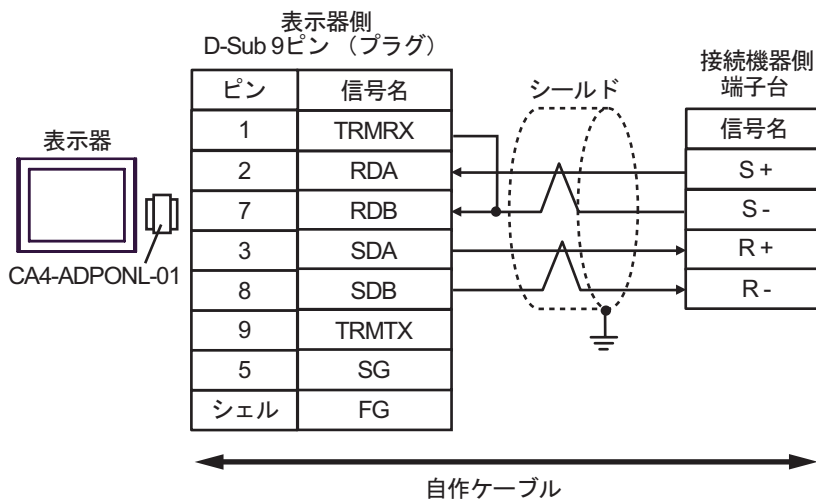 表示器側
D-Sub 9ピン （プラグ）
接続機器側
端子台
表示器
CA4-ADPONL-01
シールド
ピン 信号名
1 TRMRX
2 RDA
7 RDB
3 SDA
8 SDB
9 TRMTX
5 SG
シェル FG
信号名
S +
S -
R +
R -
自作ケーブル